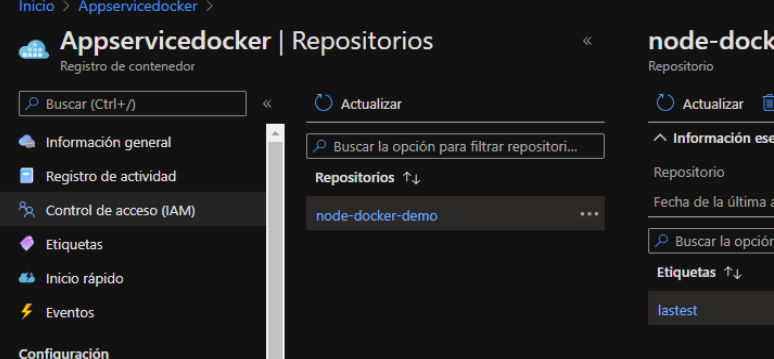 Inicio > Appservicedocker >
Appservicedocker | Repositorios
Registro de contenedor
Buscar (Ctrl+/)
Información general
Registro de actividad
Control de acceso (IAM)
Etiquetas
Inicio rápido
Eventos
Configuración
Actualizar
Buscar la opción para filtrar repositori...
Repositorios
node-docker-demo
node-dock
Repositorio
Actualizar
Información ese
Repositorio
Fecha de la última a
Buscar la opción
Etiquetas
lastest